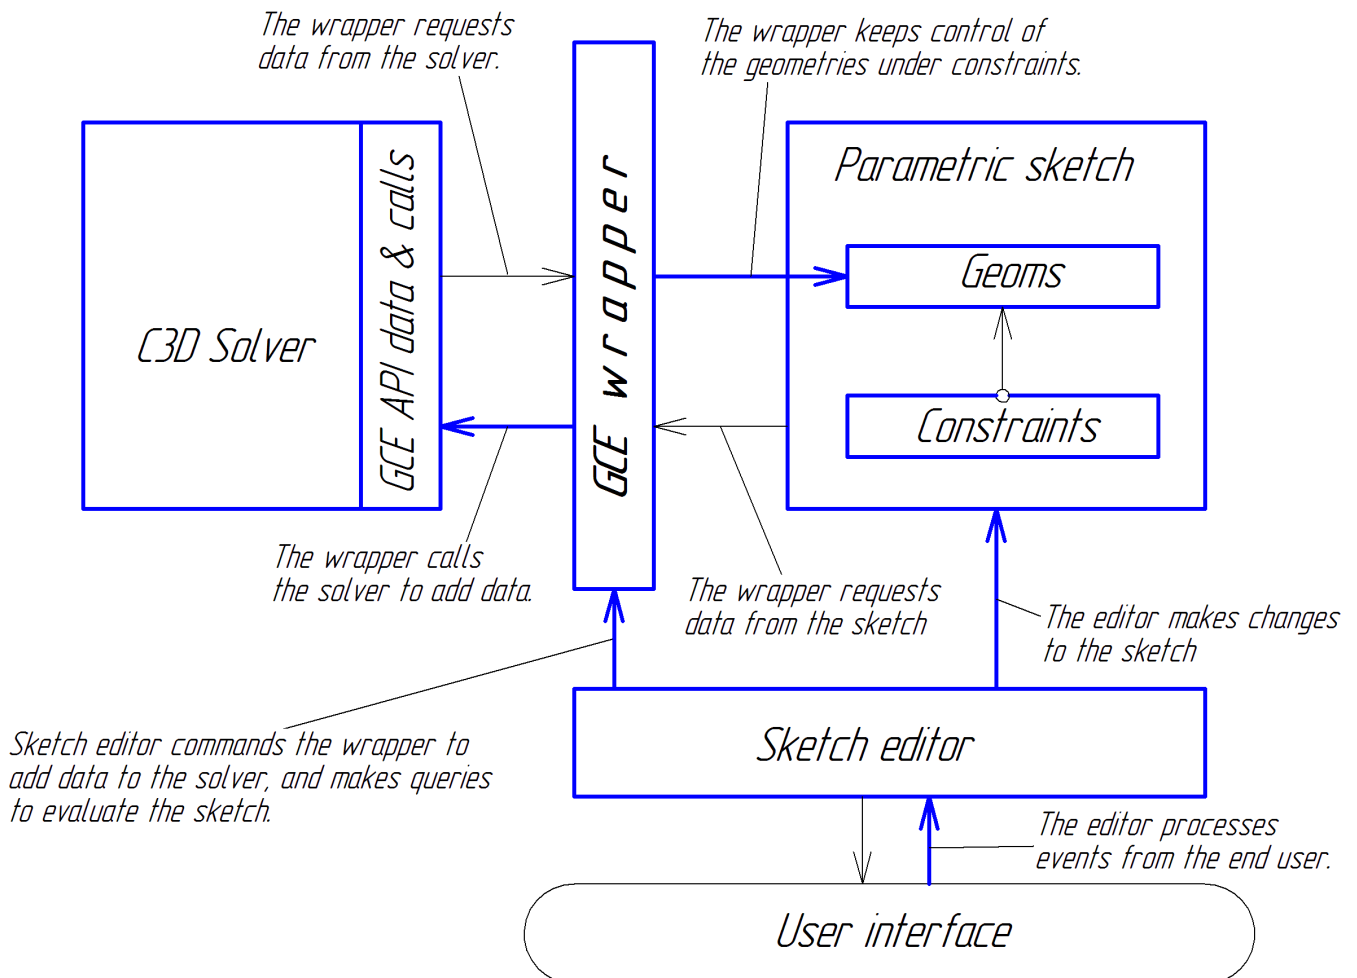 The wrapper requests
data from the solver.
The wrapper keeps control of
the geometries under constraints.
C3D Solver
GCE API data & calls
GCE wrapper
Parametric sketch
Geoms
Constraints
The wrapper calls
the solver to add data.
The wrapper requests
data from the sketch
The editor makes changes
to the sketch
Sketch editor commands the wrapper to
add data to the solver, and makes queries
to evaluate the sketch.
Sketch editor
The editor processes
events from the end user.
User interface